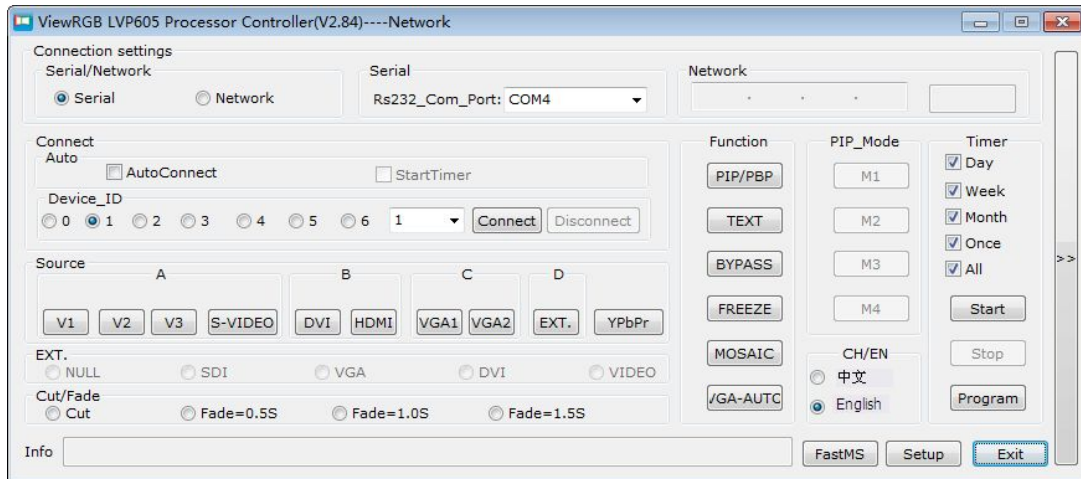 ViewRGB LVP605 Processor Controller(V2.84)----Network
Connection settings
Serial/Network
Serial
Network
Serial
Rs232_Com_Port: COM4
Network
. . .
Connect
Auto
AutoConnect
StartTimer
Device_ID
0 1 2 3 4 5 6 1 Connect Disconnect
Source
A B C D
V1 V2 V3 S-VIDEO DVI HDMI VGA1 VGA2 EXT. YPbPr
EXT.
NULL SDI VGA DVI VIDEO
Cut/Fade
Cut Fade=0.5S Fade=1.0S Fade=1.5S
Function
PIP/PBP
TEXT
BYPASS
FREEZE
MOSAIC
VGA-AUTO
PIP_Mode
M1
M2
M3
M4
CH/EN
中文
English
Timer
Day
Week
Month
Once
All
Start
Stop
Program
>>
Info
FastMS Setup Exit